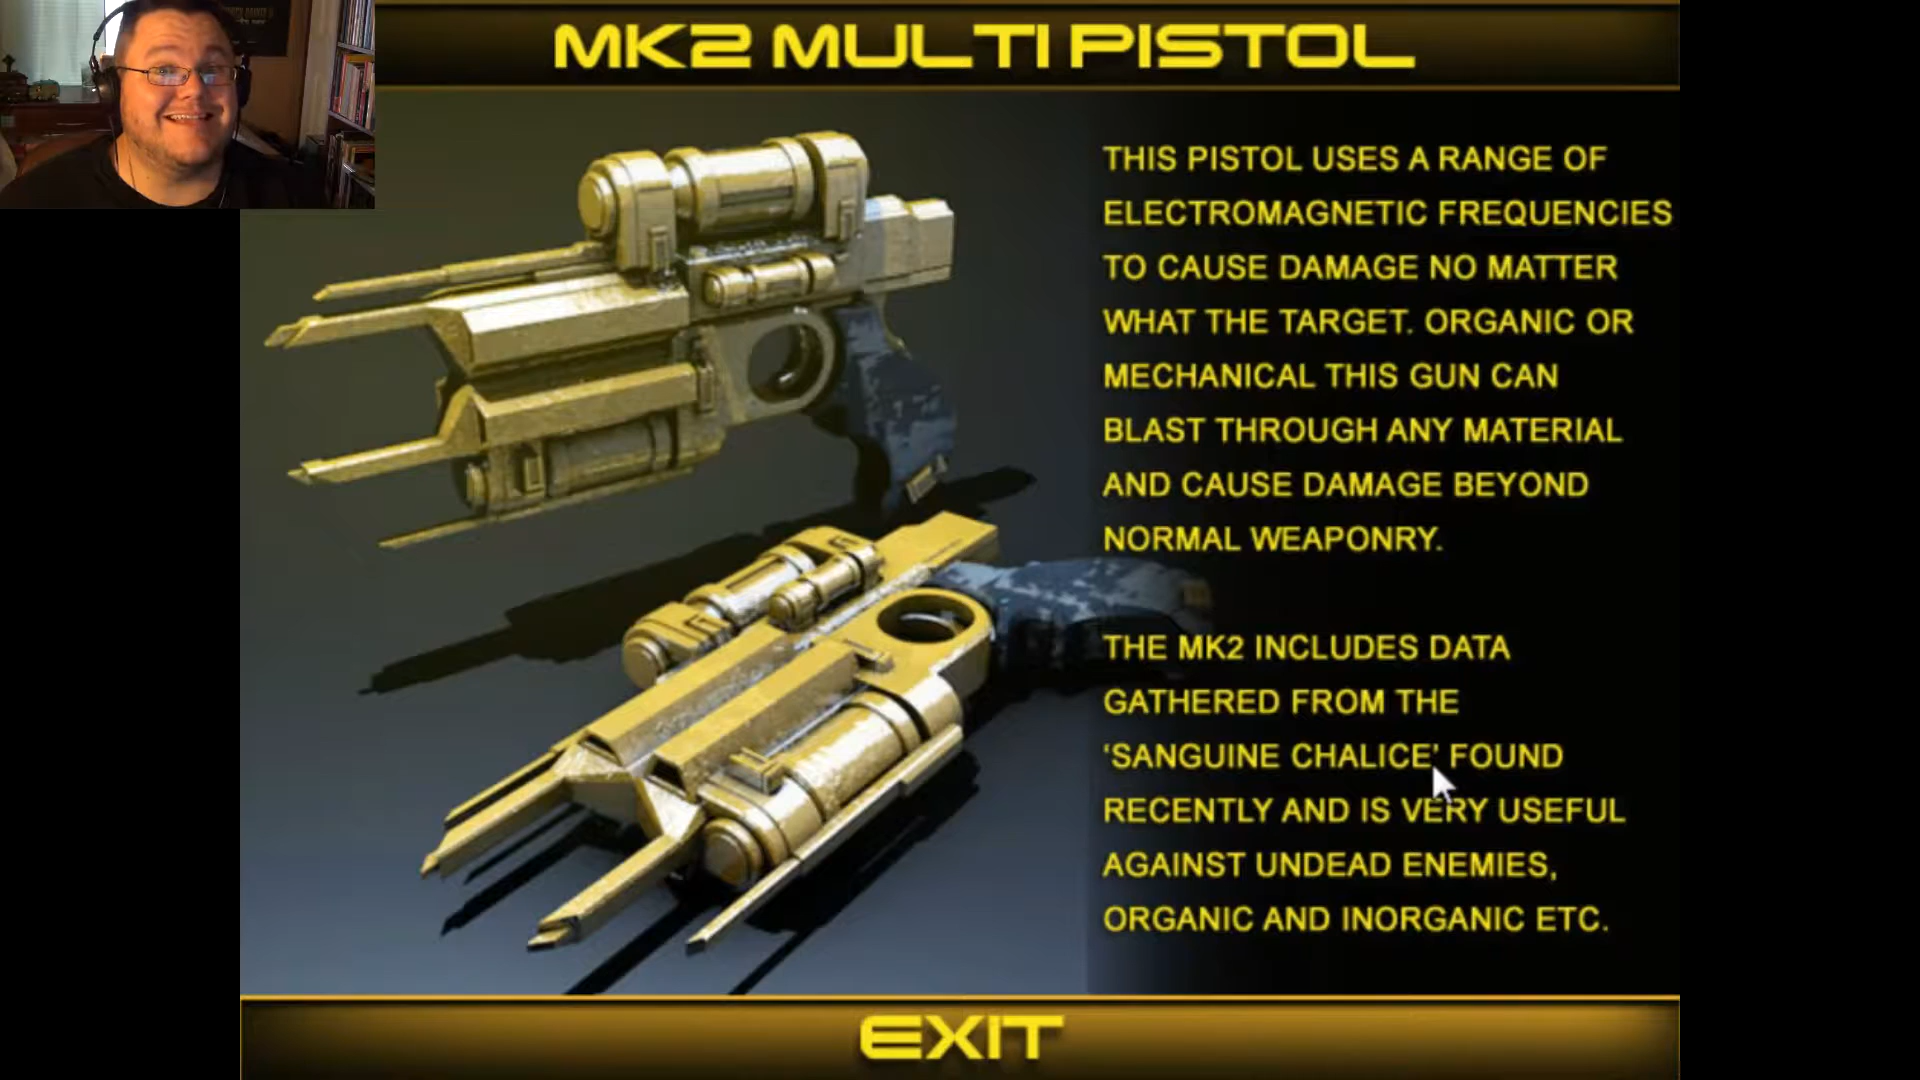 MK2 MULTI PISTOL
THIS PISTOL USES A RANGE OF
ELECTROMAGNETIC FREQUENCIES
TO CAUSE DAMAGE NO MATTER
WHAT THE TARGET. ORGANIC OR
MECHANICAL THIS GUN CAN
BLAST THROUGH ANY MATERIAL
AND CAUSE DAMAGE BEYOND
NORMAL WEAPONRY.
THE MK2 INCLUDES DATA
GATHERED FROM THE
‘SANGUINE CHALICE’ FOUND
RECENTLY AND IS VERY USEFUL
AGAINST UNDEAD ENEMIES,
ORGANIC AND INORGANIC ETC.
EXIT